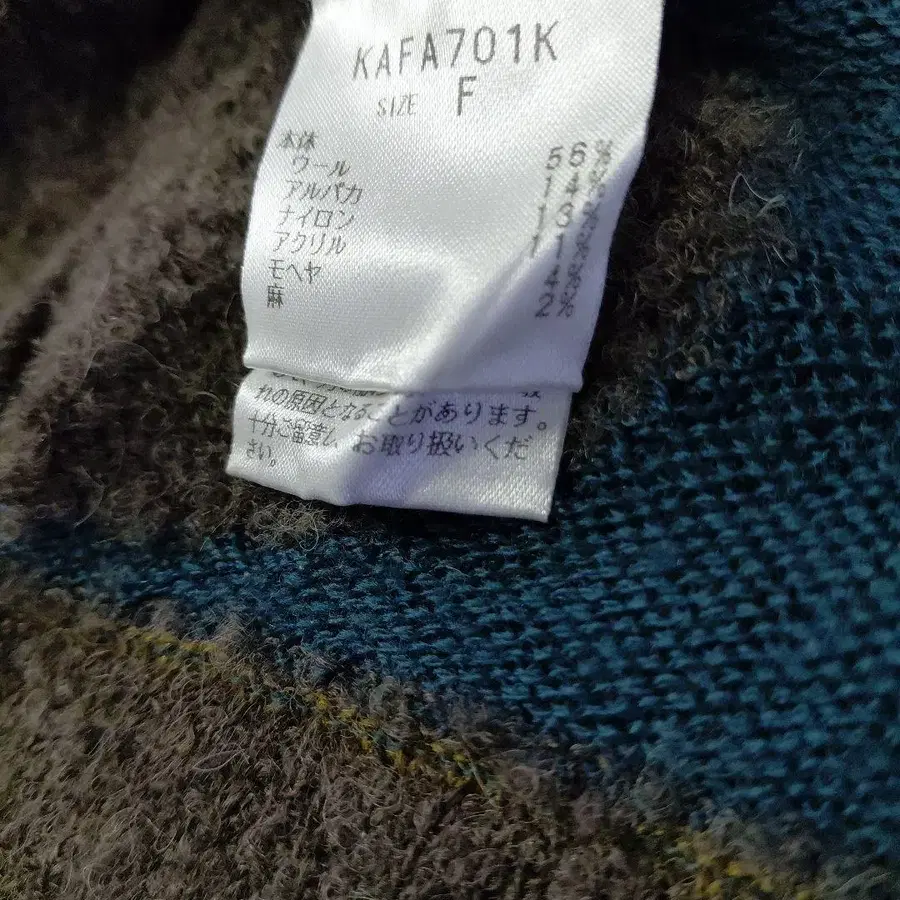 KAFA701K
SIZE F
本体
ウール 56%
アルパカ 14%
ナイロン 13%
アクリル 11%
モヘヤ 4%
麻 2%
れの原因となることがあります。
十分ご留意し、お取り扱いくだ
さい。